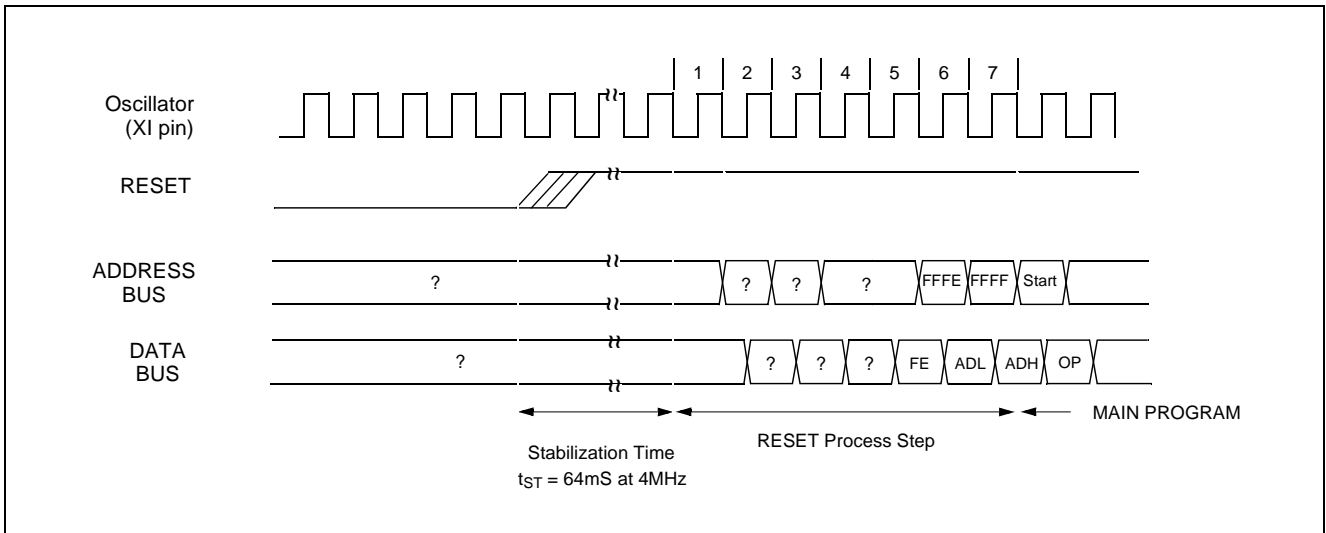 1 2 3 4 5 6 7
Oscillator
(XI pin)
RESET
ADDRESS
BUS
? ? ? ? FFFE FFFF Start
DATA
BUS
? ? ? ? FE ADL ADH OP
MAIN PROGRAM
Stabilization Time
tST = 64mS at 4MHz
RESET Process Step